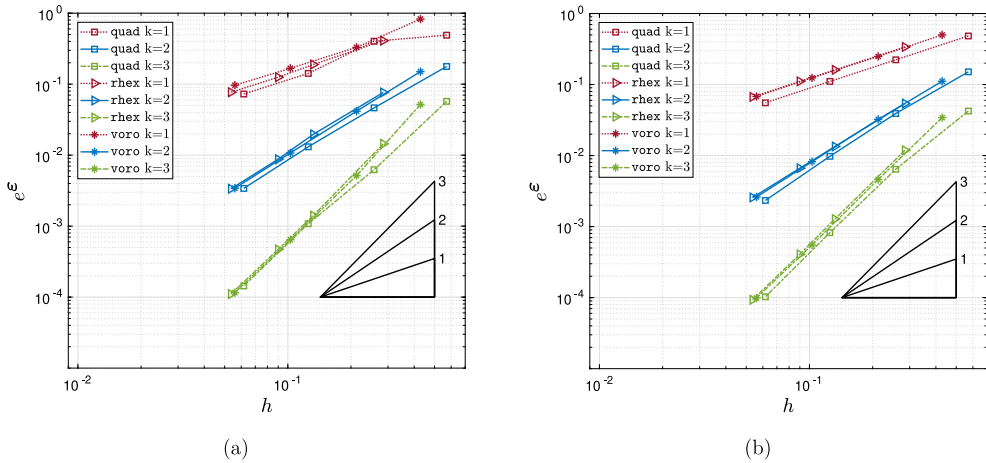 10^0
10^-1
10^-2
10^-3
10^-4
e^ε
quad k=1
quad k=2
quad k=3
rhex k=1
rhex k=2
rhex k=3
voro k=1
voro k=2
voro k=3
3
2
1
10^-2
10^-1
h
(a)
10^0
10^-1
10^-2
10^-3
10^-4
e^ε
quad k=1
quad k=2
quad k=3
rhex k=1
rhex k=2
rhex k=3
voro k=1
voro k=2
voro k=3
3
2
1
10^-2
10^-1
h
(b)